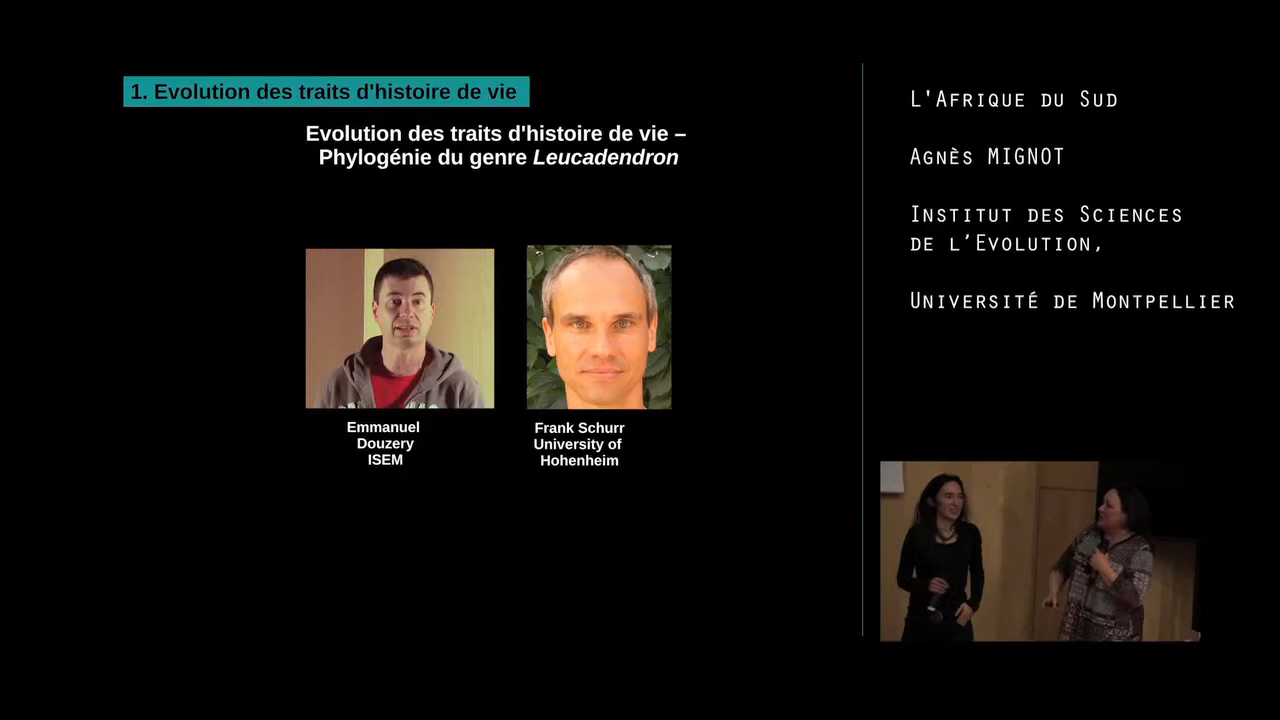 1. Evolution des traits d'histoire de vie
Evolution des traits d'histoire de vie –
Phylogénie du genre Leucadendron
Emmanuel
Douzery
ISEM
Frank Schurr
University of
Hohenheim
L'Afrique du Sud
Agnès MIGNOT
Institut des Sciences
de l’Evolution,
Université de Montpellier